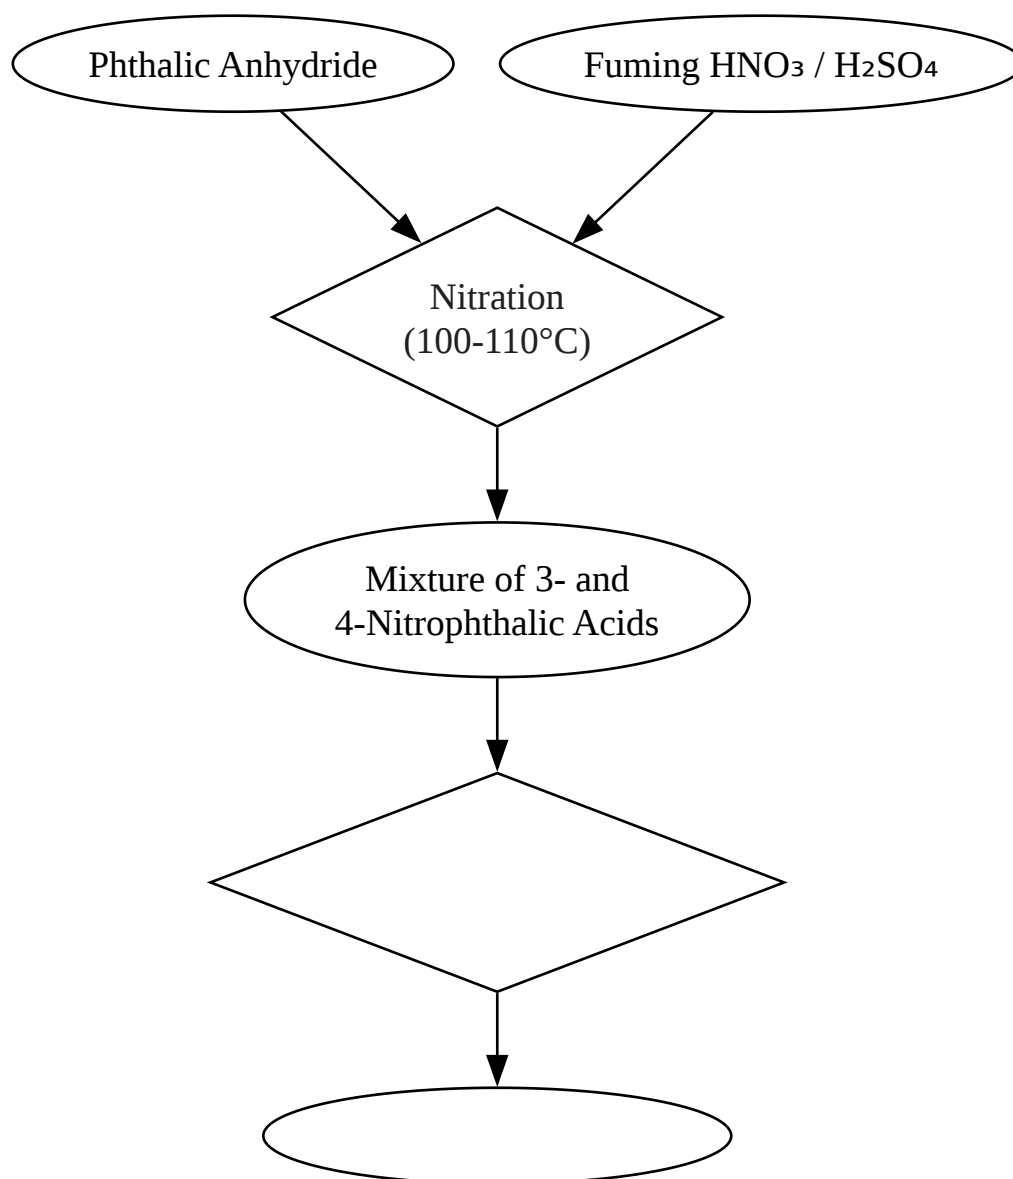 Phthalic Anhydride
Fuming HNO₃ / H₂SO₄
Nitration
(100-110°C)
Mixture of 3- and
4-Nitrophthalic Acids